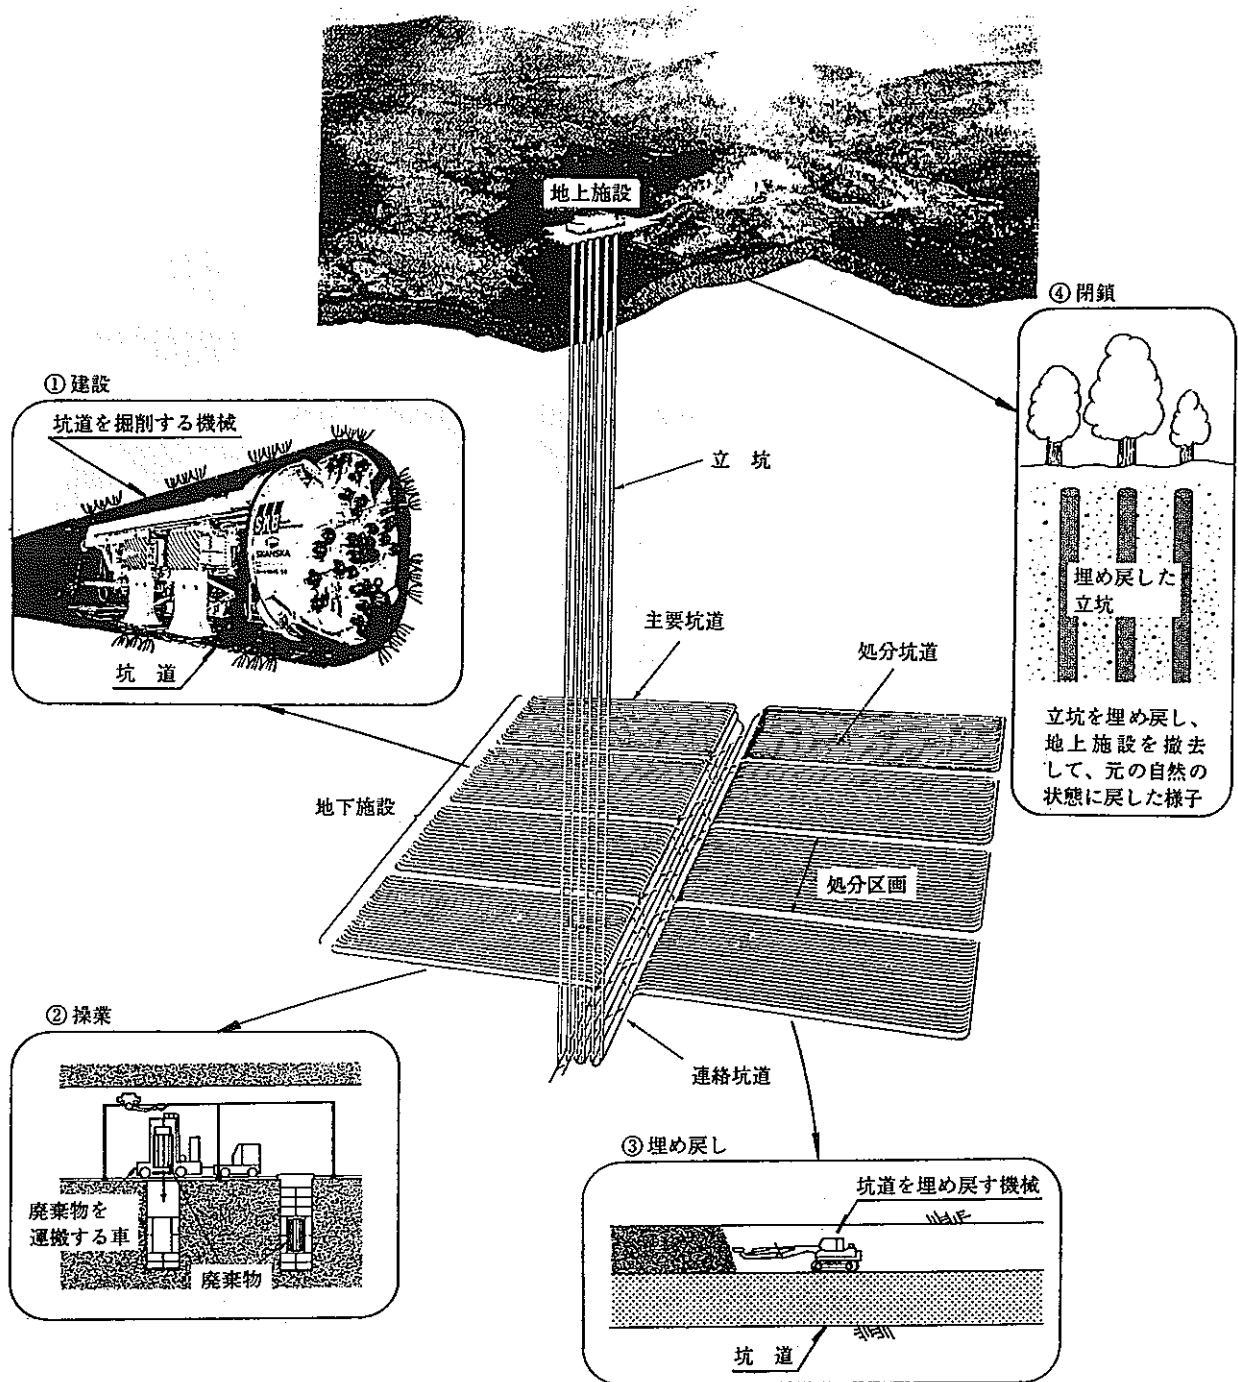 地上施設
④閉鎖
①建設
坑道を掘削する機械
SKB
SKANSKA
坑 道
立 坑
主要坑道
処分坑道
埋め戻した
立坑
立坑を埋め戻し、
地上施設を撤去
して、元の自然の
状態に戻した様子
地下施設
処分区画
②操業
廃棄物を
運搬する車
廃棄物
連絡坑道
③埋め戻し
坑道を埋め戻す機械
坑 道